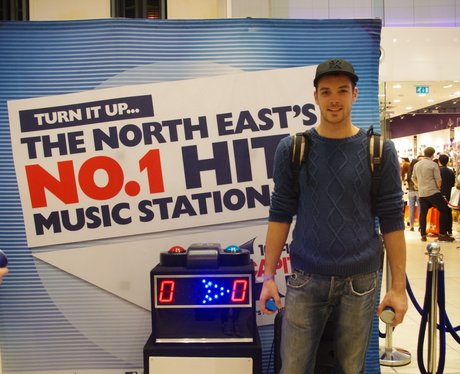 TURN IT UP...
THE NORTH EAST'S
NO.1 HIT
MUSIC STATION
0 0